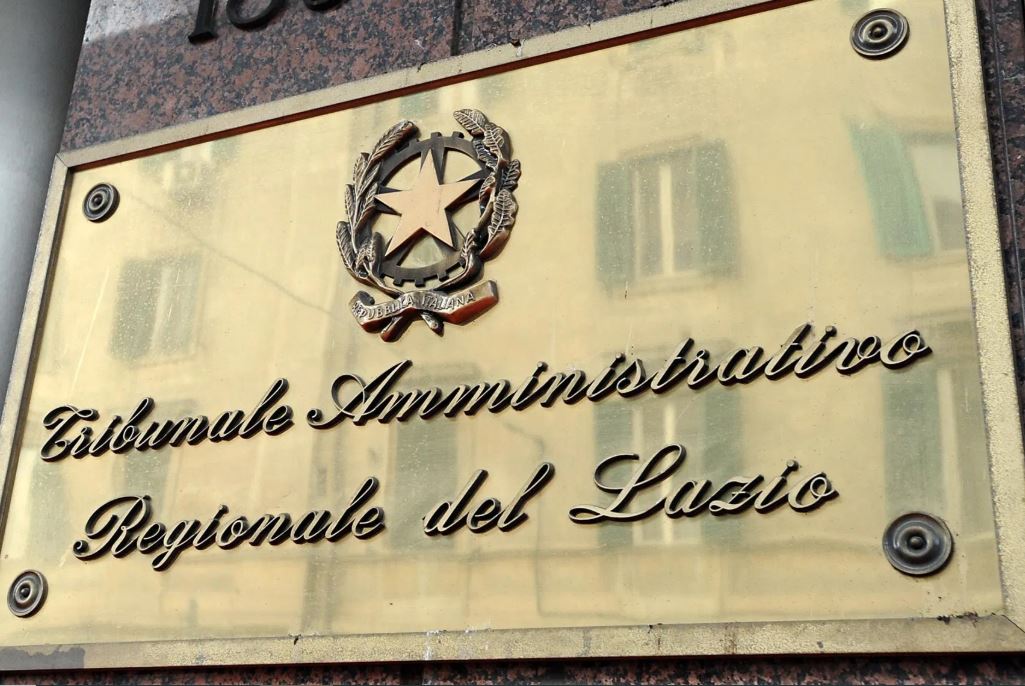 REPUBBLICA ITALIANA
Tribunale Amministrativo
Regionale del Lazio